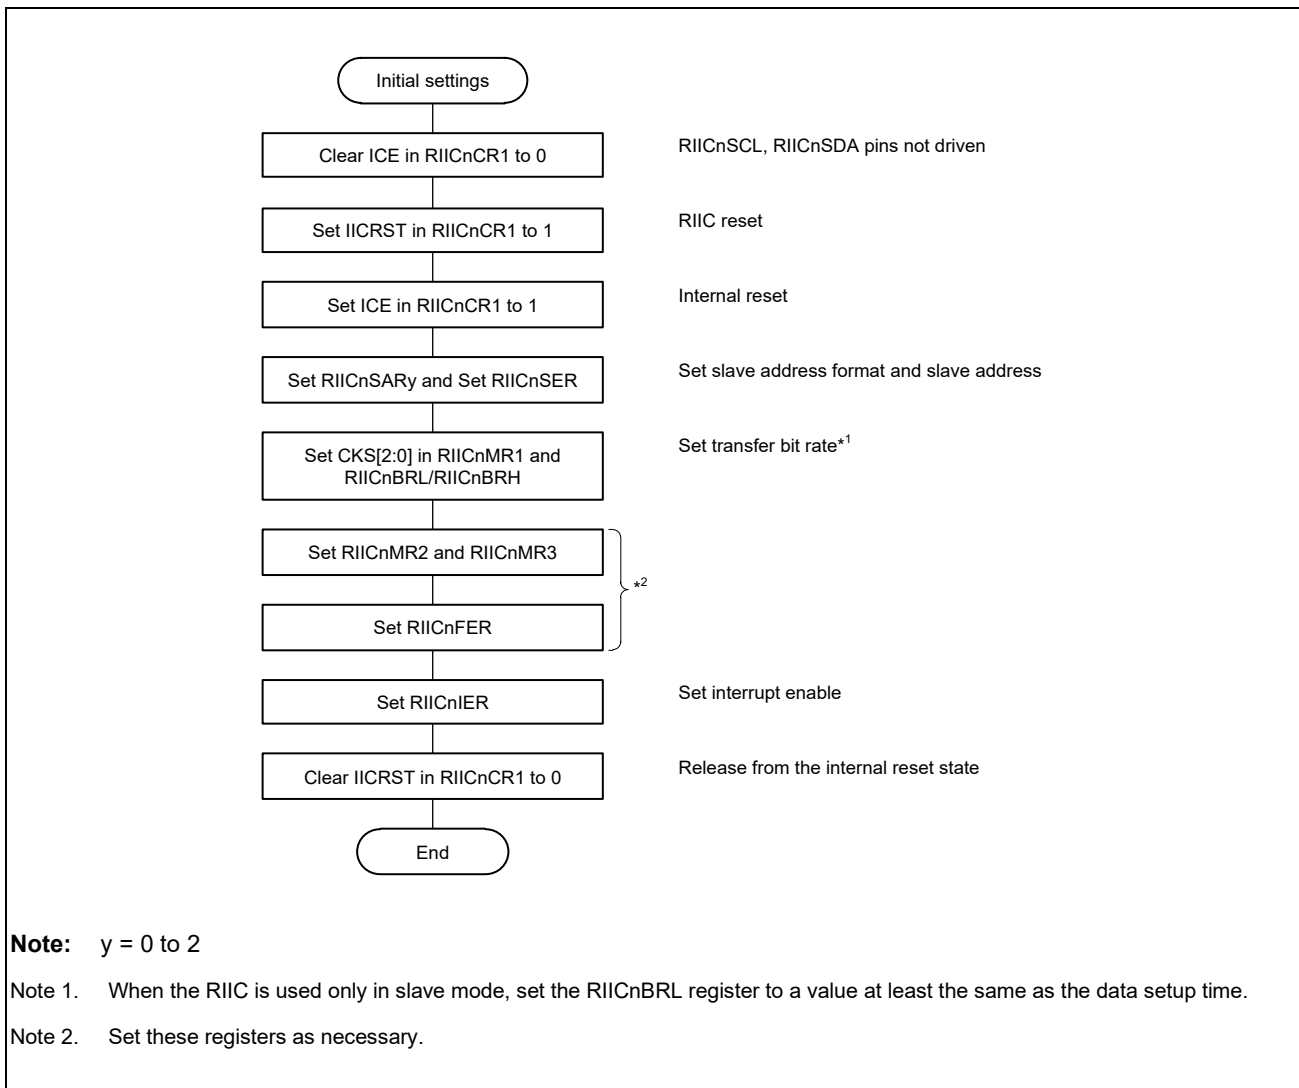 Initial settings
Clear ICE in RIICnCR1 to 0
RIICnSCL, RIICnSDA pins not driven
Set IICRST in RIICnCR1 to 1
RIIC reset
Set ICE in RIICnCR1 to 1
Internal reset
Set RIICnSARy and Set RIICnSER
Set slave address format and slave address
Set CKS[2:0] in RIICnMR1 and
RIICnBRL/RIICnBRH
Set transfer bit rate*1
Set RIICnMR2 and RIICnMR3
*2
Set RIICnFER
Set RIICnIER
Set interrupt enable
Clear IICRST in RIICnCR1 to 0
Release from the internal reset state
End
Note: y = 0 to 2
Note 1. When the RIIC is used only in slave mode, set the RIICnBRL register to a value at least the same as the data setup time.
Note 2. Set these registers as necessary.